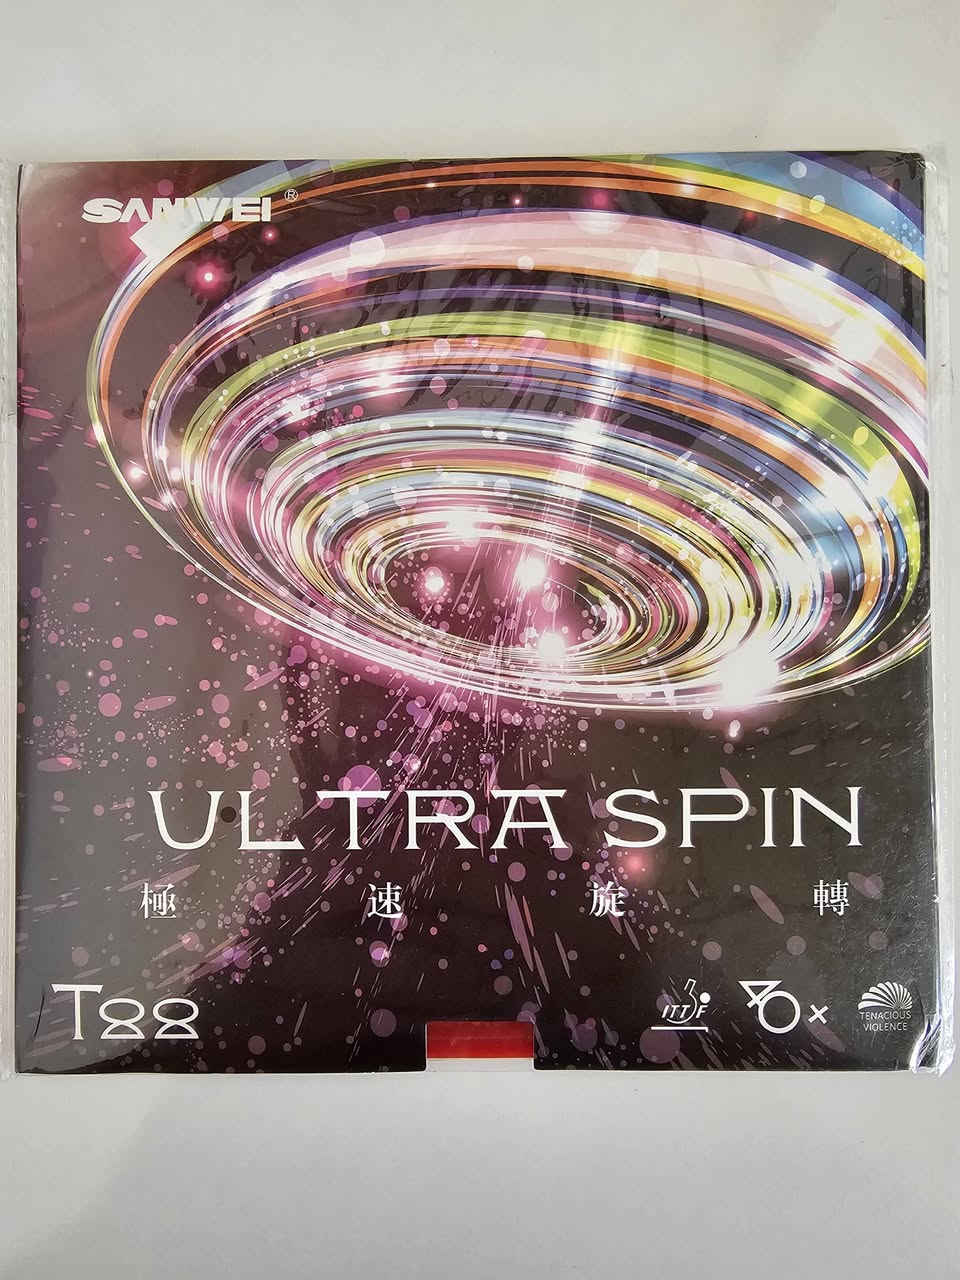 SANWEI ®
ULTRA SPIN
極 速 旋 轉
T88
ITTF
TENACIOUS
VIOLENCE